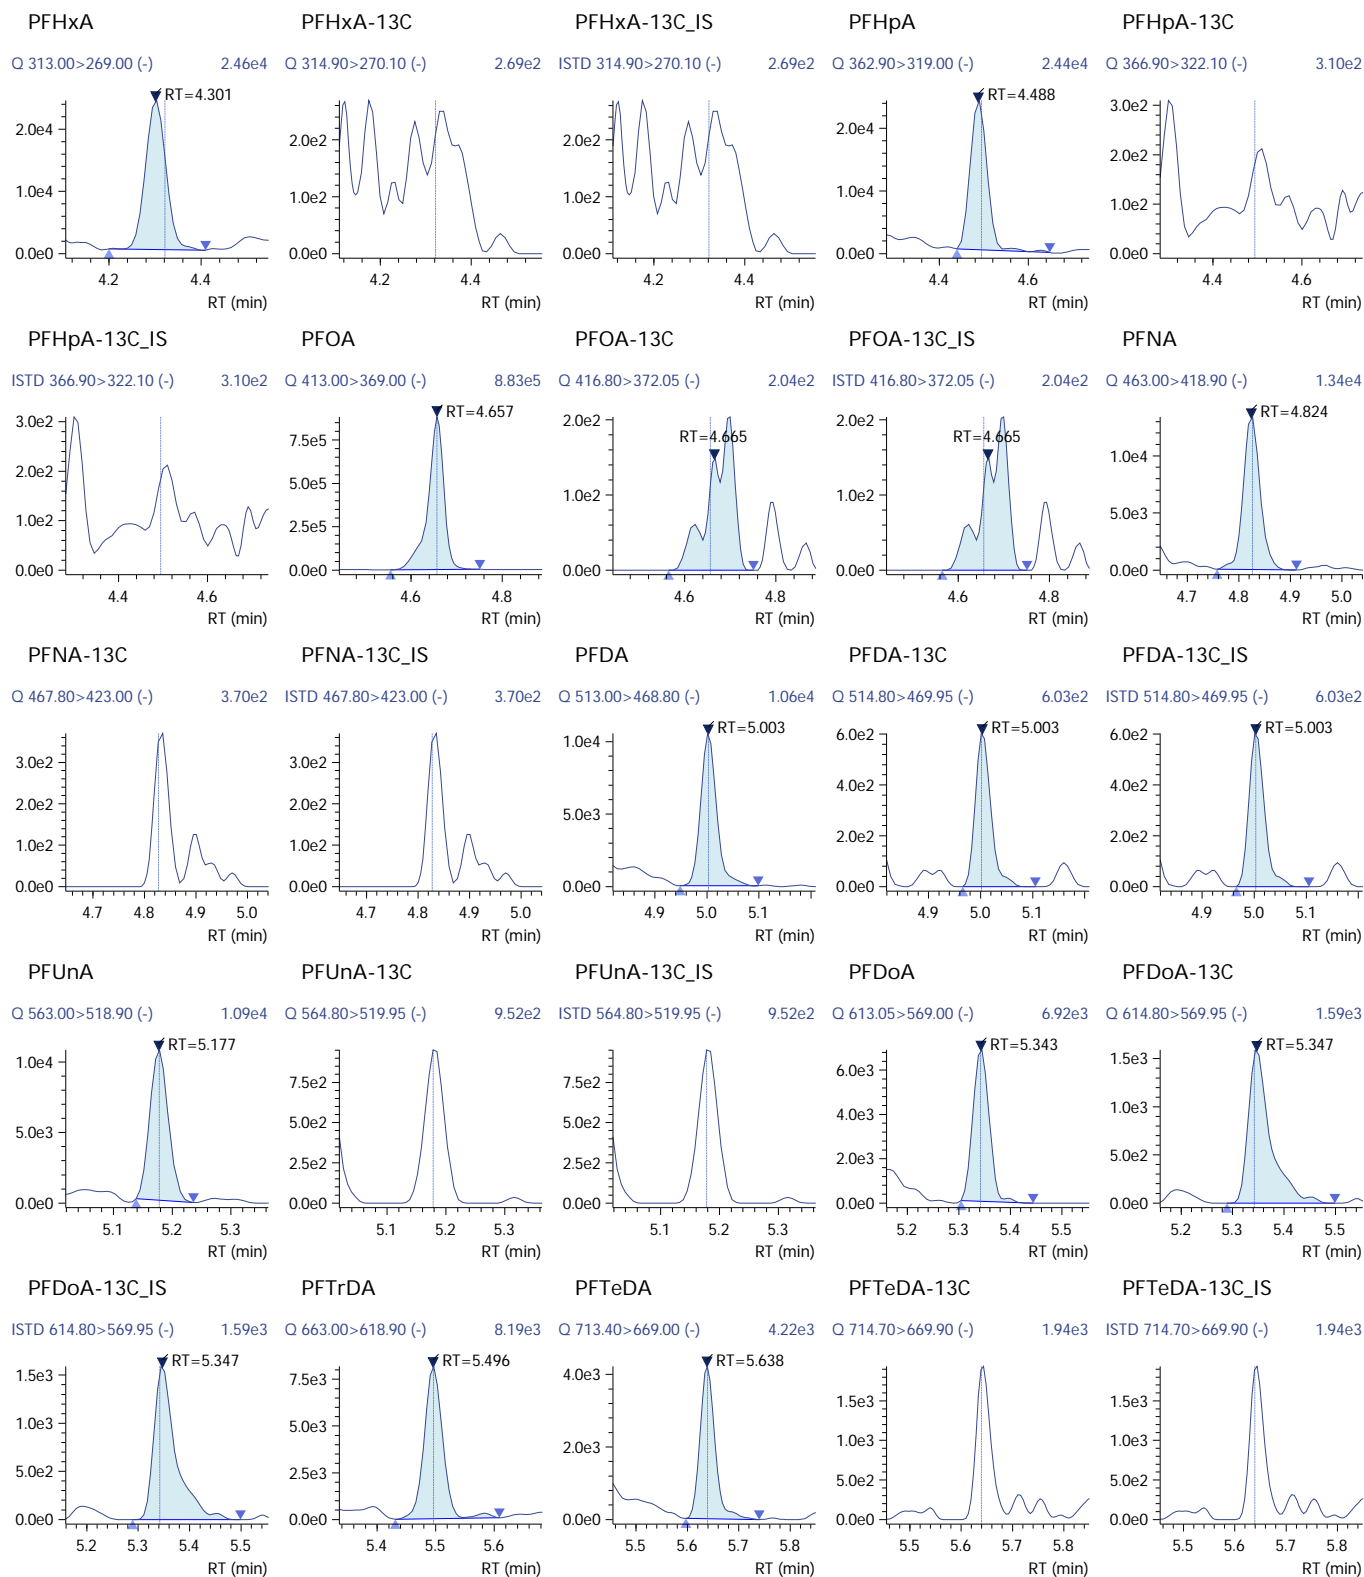 PFHxA
Q 313.00>269.00 (-) 2.46e4
RT=4.301
2.0e4
1.0e4
0.0e0
4.2 4.4
RT (min)
PFHxA-13C
Q 314.90>270.10 (-) 2.69e2
2.0e2
1.0e2
0.0e0
4.2 4.4
RT (min)
PFHxA-13C_IS
ISTD 314.90>270.10 (-) 2.69e2
2.0e2
1.0e2
0.0e0
4.2 4.4
RT (min)
PFHpA
Q 362.90>319.00 (-) 2.44e4
RT=4.488
2.0e4
1.0e4
0.0e0
4.4 4.6
RT (min)
PFHpA-13C
Q 366.90>322.10 (-) 3.10e2
3.0e2
2.0e2
1.0e2
0.0e0
4.4 4.6
RT (min)
PFHpA-13C_IS
ISTD 366.90>322.10 (-) 3.10e2
3.0e2
2.0e2
1.0e2
0.0e0
4.4 4.6
RT (min)
PFOA
Q 413.00>369.00 (-) 8.83e5
RT=4.657
7.5e5
5.0e5
2.5e5
0.0e0
4.6 4.8
RT (min)
PFOA-13C
Q 416.80>372.05 (-) 2.04e2
2.0e2
RT=4.665
1.0e2
0.0e0
4.6 4.8
RT (min)
PFOA-13C_IS
ISTD 416.80>372.05 (-) 2.04e2
2.0e2
RT=4.665
1.0e2
0.0e0
4.6 4.8
RT (min)
PFNA
Q 463.00>418.90 (-) 1.34e4
RT=4.824
1.0e4
5.0e3
0.0e0
4.7 4.8 4.9 5.0
RT (min)
PFNA-13C
Q 467.80>423.00 (-) 3.70e2
3.0e2
2.0e2
1.0e2
0.0e0
4.7 4.8 4.9 5.0
RT (min)
PFNA-13C_IS
ISTD 467.80>423.00 (-) 3.70e2
3.0e2
2.0e2
1.0e2
0.0e0
4.7 4.8 4.9 5.0
RT (min)
PFDA
Q 513.00>468.80 (-) 1.06e4
RT=5.003
1.0e4
5.0e3
0.0e0
4.9 5.0 5.1
RT (min)
PFDA-13C
Q 514.80>469.95 (-) 6.03e2
RT=5.003
6.0e2
4.0e2
2.0e2
0.0e0
4.9 5.0 5.1
RT (min)
PFDA-13C_IS
ISTD 514.80>469.95 (-) 6.03e2
RT=5.003
6.0e2
4.0e2
2.0e2
0.0e0
4.9 5.0 5.1
RT (min)
PFUnA
Q 563.00>518.90 (-) 1.09e4
RT=5.177
1.0e4
5.0e3
0.0e0
5.1 5.2 5.3
RT (min)
PFUnA-13C
Q 564.80>519.95 (-) 9.52e2
7.5e2
5.0e2
2.5e2
0.0e0
5.1 5.2 5.3
RT (min)
PFUnA-13C_IS
ISTD 564.80>519.95 (-) 9.52e2
7.5e2
5.0e2
2.5e2
0.0e0
5.1 5.2 5.3
RT (min)
PFDoA
Q 613.05>569.00 (-) 6.92e3
RT=5.343
6.0e3
4.0e3
2.0e3
0.0e0
5.2 5.3 5.4 5.5
RT (min)
PFDoA-13C
Q 614.80>569.95 (-) 1.59e3
RT=5.347
1.5e3
1.0e3
5.0e2
0.0e0
5.2 5.3 5.4 5.5
RT (min)
PFDoA-13C_IS
ISTD 614.80>569.95 (-) 1.59e3
RT=5.347
1.5e3
1.0e3
5.0e2
0.0e0
5.2 5.3 5.4 5.5
RT (min)
PFTrDA
Q 663.00>618.90 (-) 8.19e3
RT=5.496
7.5e3
5.0e3
2.5e3
0.0e0
5.4 5.5 5.6
RT (min)
PFTeDA
Q 713.40>669.00 (-) 4.22e3
RT=5.638
4.0e3
2.0e3
0.0e0
5.5 5.6 5.7 5.8
RT (min)
PFTeDA-13C
Q 714.70>669.90 (-) 1.94e3
1.5e3
1.0e3
5.0e2
0.0e0
5.5 5.6 5.7 5.8
RT (min)
PFTeDA-13C_IS
ISTD 714.70>669.90 (-) 1.94e3
1.5e3
1.0e3
5.0e2
0.0e0
5.5 5.6 5.7 5.8
RT (min)